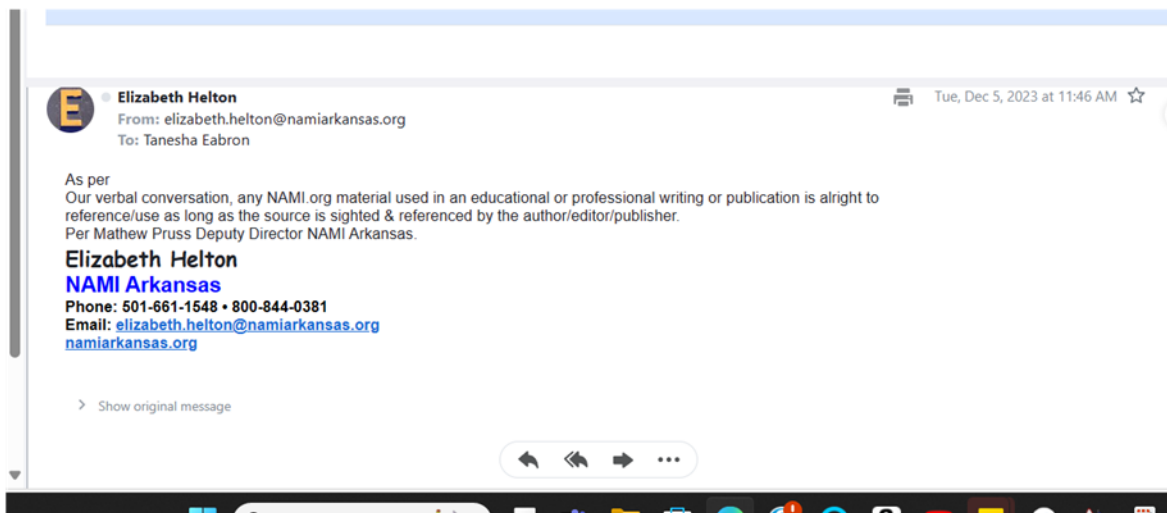 E
Elizabeth Helton
Tue, Dec 5, 2023 at 11:46 AM
From: elizabeth.helton@namiarkansas.org
To: Tanesha Eabron
As per
Our verbal conversation, any NAMI.org material used in an educational or professional writing or publication is alright to
reference/use as long as the source is sighted & referenced by the author/editor/publisher.
Per Mathew Pruss Deputy Director NAMI Arkansas.
Elizabeth Helton
NAMI Arkansas
Phone: 501-661-1548 • 800-844-0381
Email: elizabeth.helton@namiarkansas.org
namiarkansas.org
Show original message